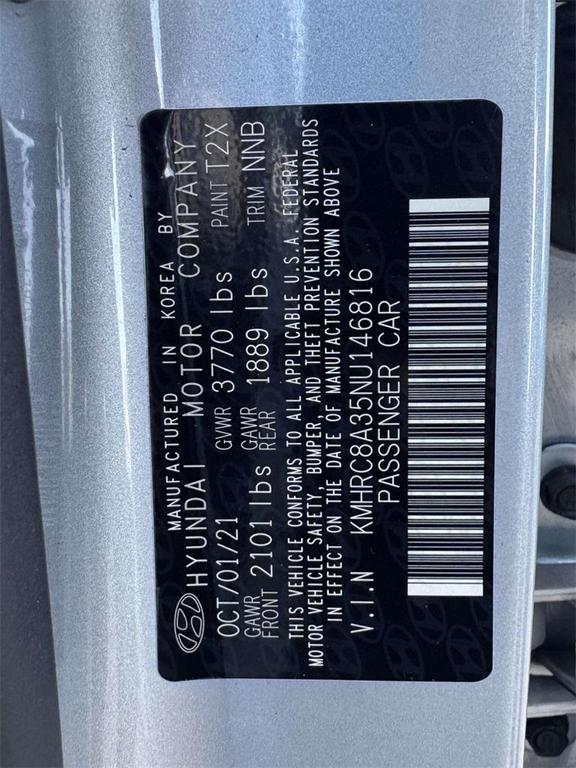 MANUFACTURED IN KOREA BY
HYUNDAI MOTOR COMPANY
OCT/01/21 GVWR 3770 lbs PAINT T2X
GAWR FRONT 2101 lbs GAWR REAR 1889 lbs TRIM NNB
THIS VEHICLE CONFORMS TO ALL APPLICABLE U.S.A. FEDERAL
MOTOR VEHICLE SAFETY, BUMPER, AND THEFT PREVENTION STANDARDS
IN EFFECT ON THE DATE OF MANUFACTURE SHOWN ABOVE
V.I.N KMHRC8A35NU146816
PASSENGER CAR